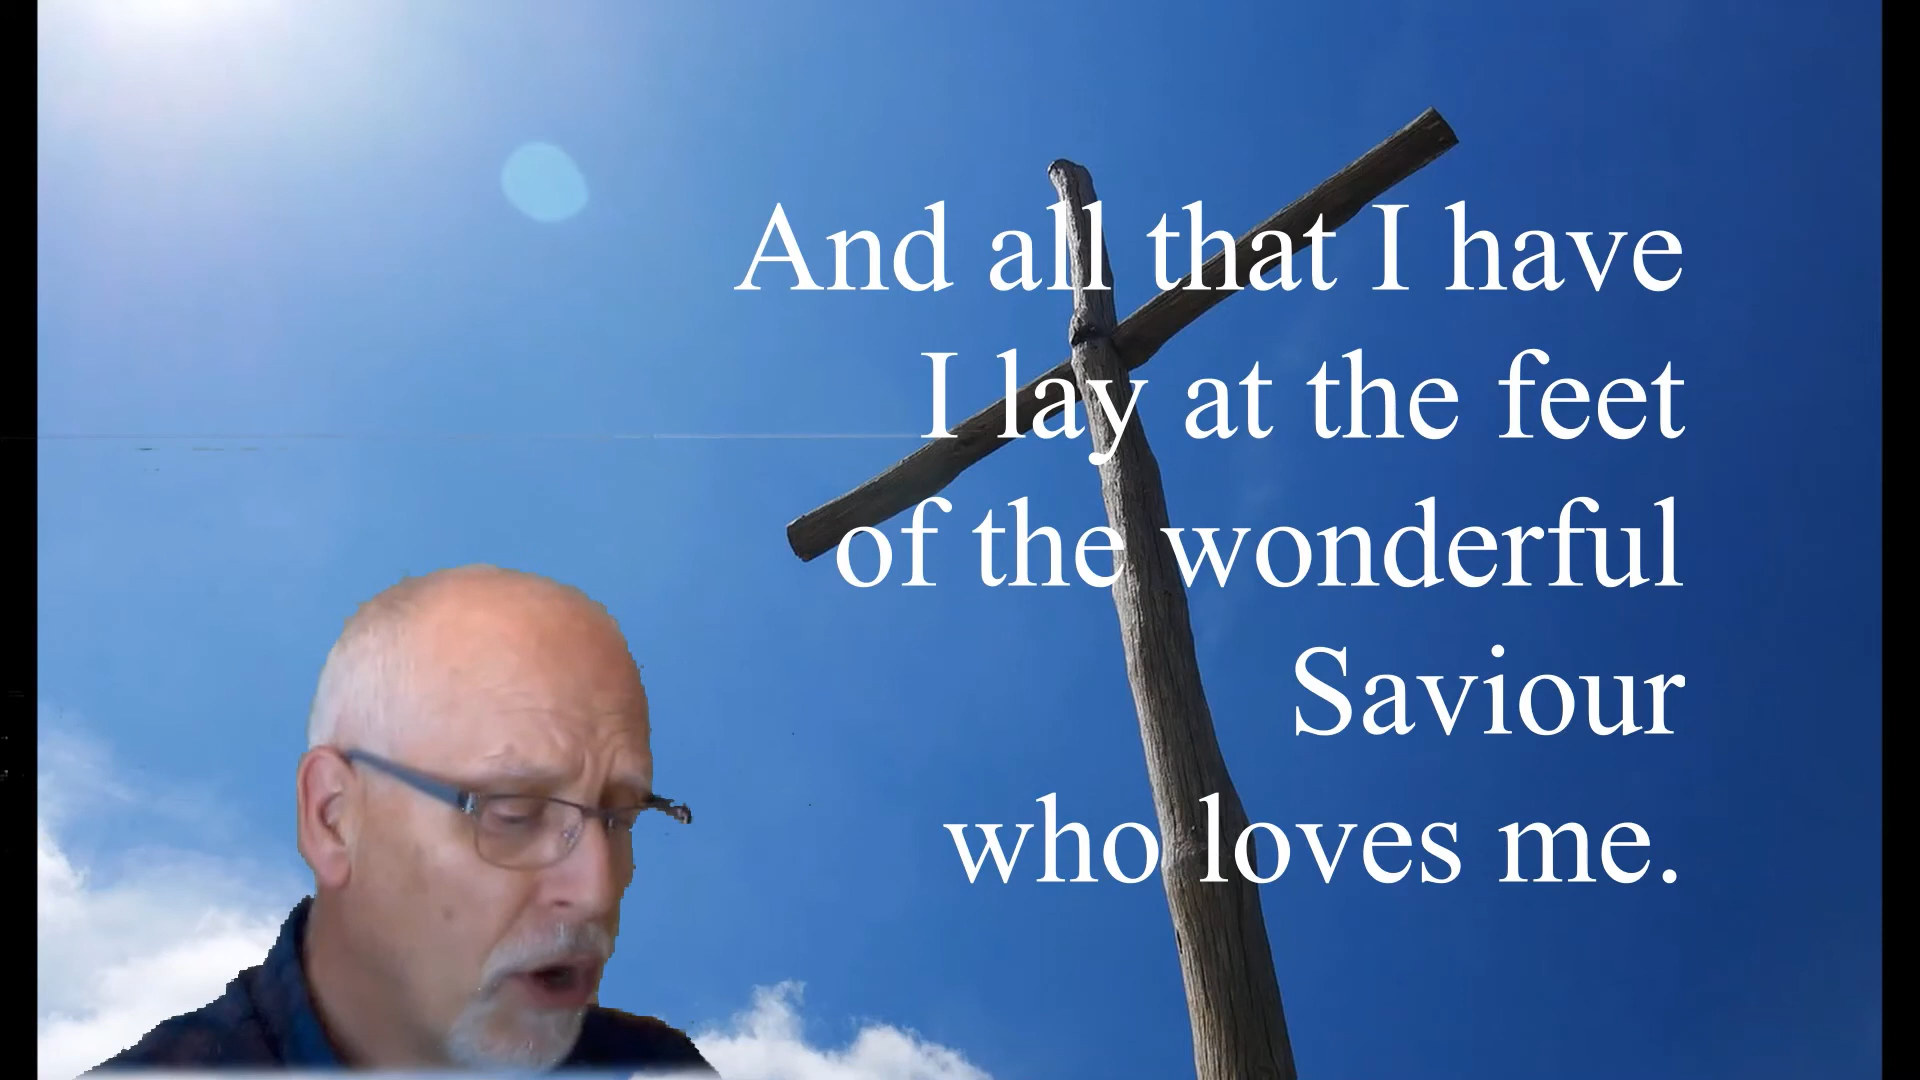 And all that I have
I lay at the feet
of the wonderful
Saviour
who loves me.